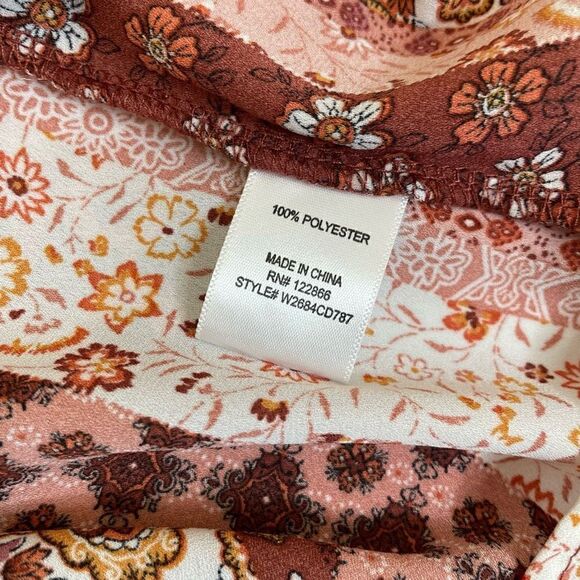 100% POLYESTER
MADE IN CHINA
RN# 122866
STYLE# W2684CD787